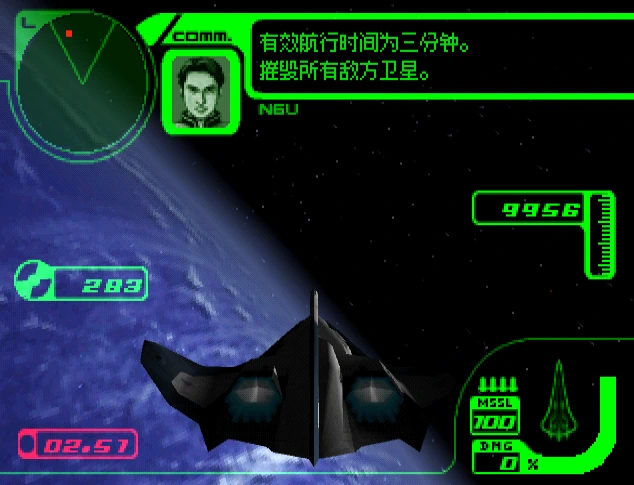 L
COMM.
有效航行时间为三分钟。
摧毁所有敌方卫星。
NGU
9956
283
MSSL
100
DMG
0 %
02.57